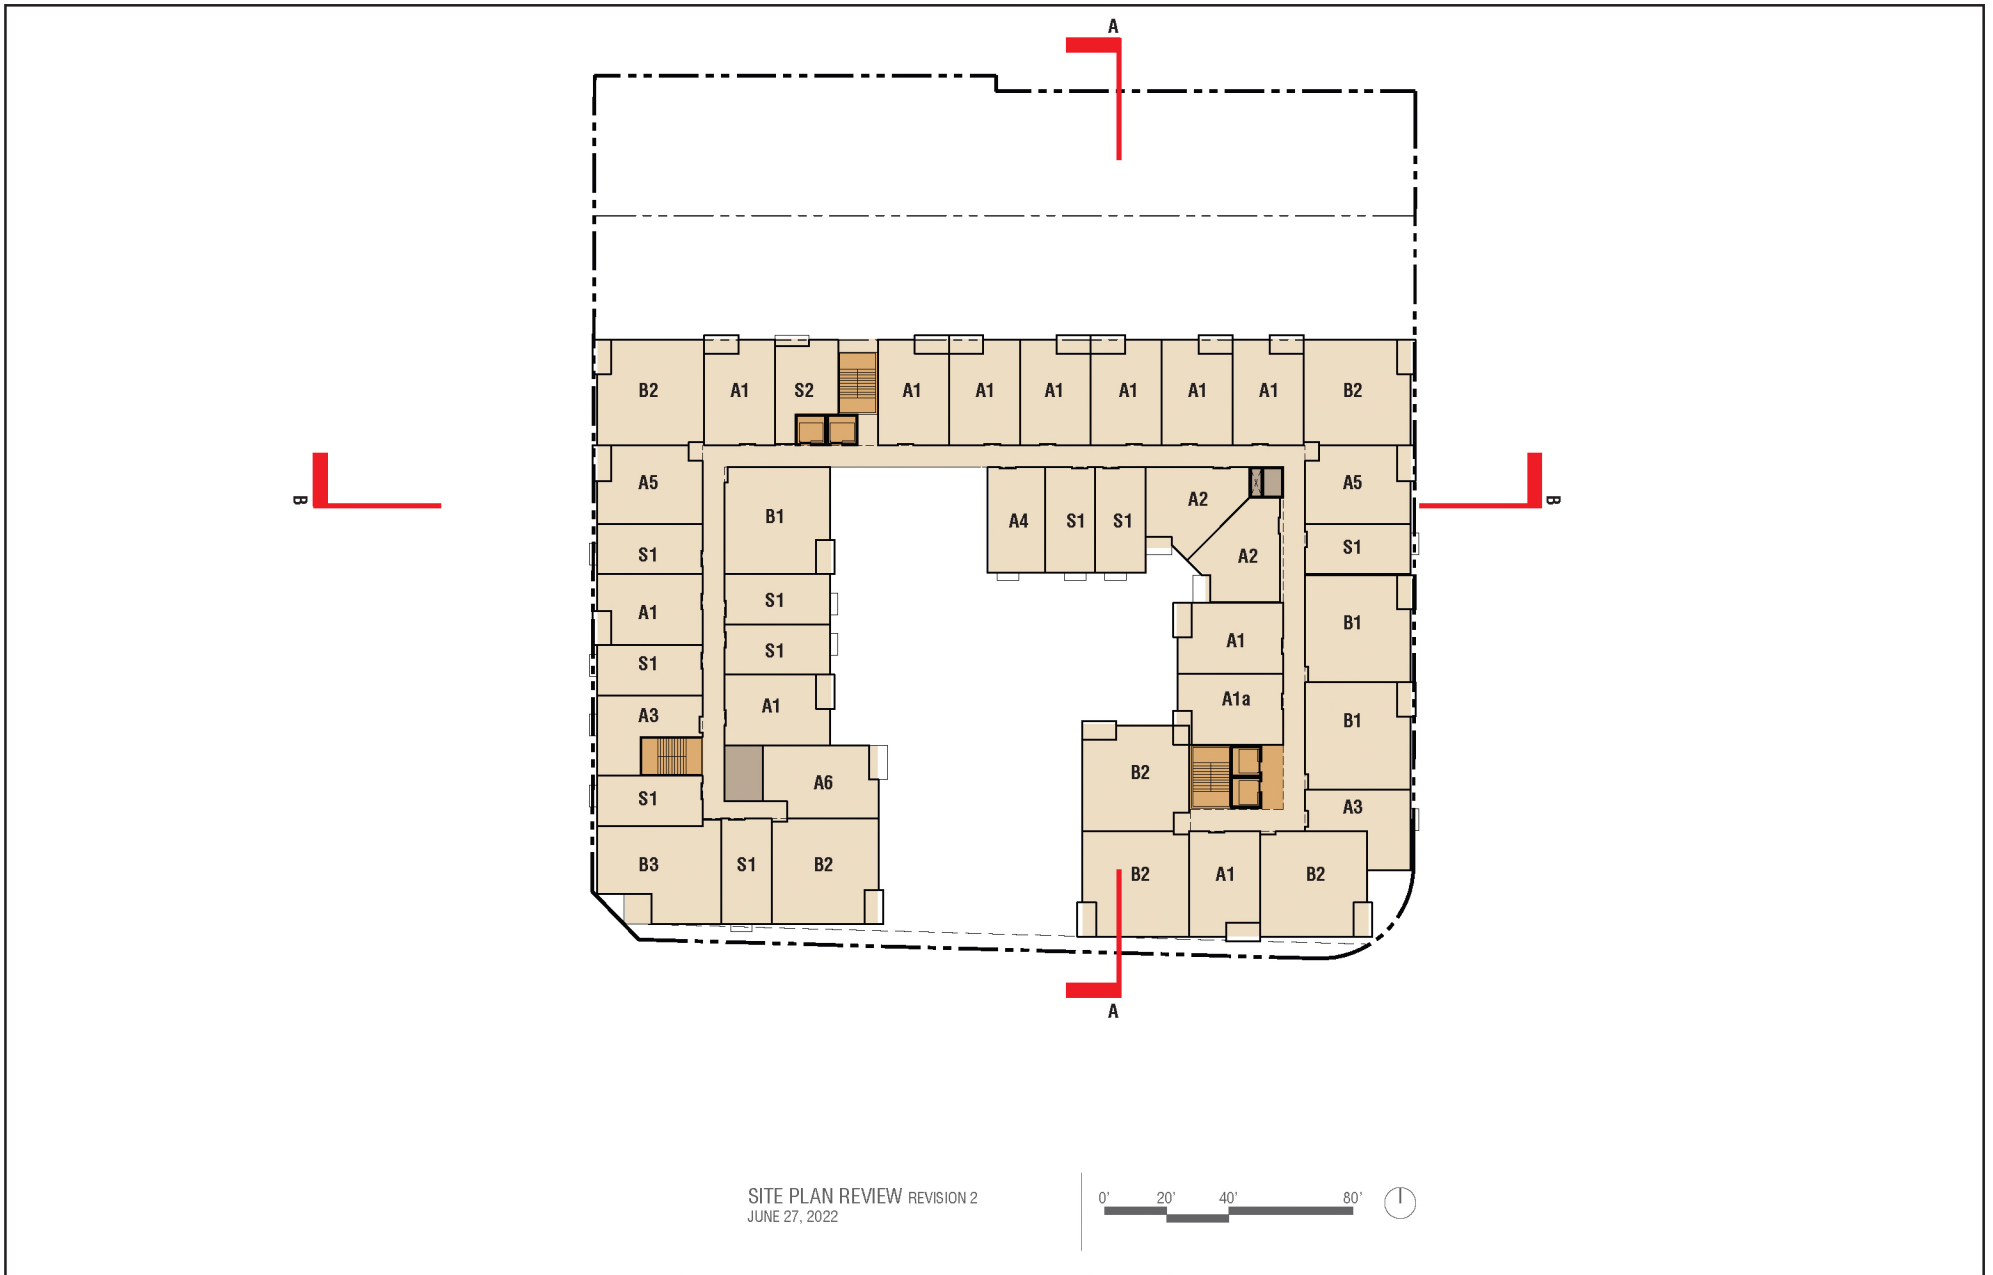 A
B2 A1 S2 A1 A1 A1 A1 A1 A1 B2
B B
A5 A5
X
A2
B1 A4 S1 S1
S1 A2 S1
S1
A1 B1
A1
S1 S1
A1a
A1
A3 B1
B2
A6
S1 A3
B3 S1 B2 B2 A1 B2
A
SITE PLAN REVIEW REVISION 2
JUNE 27, 2022
0' 20' 40' 80'